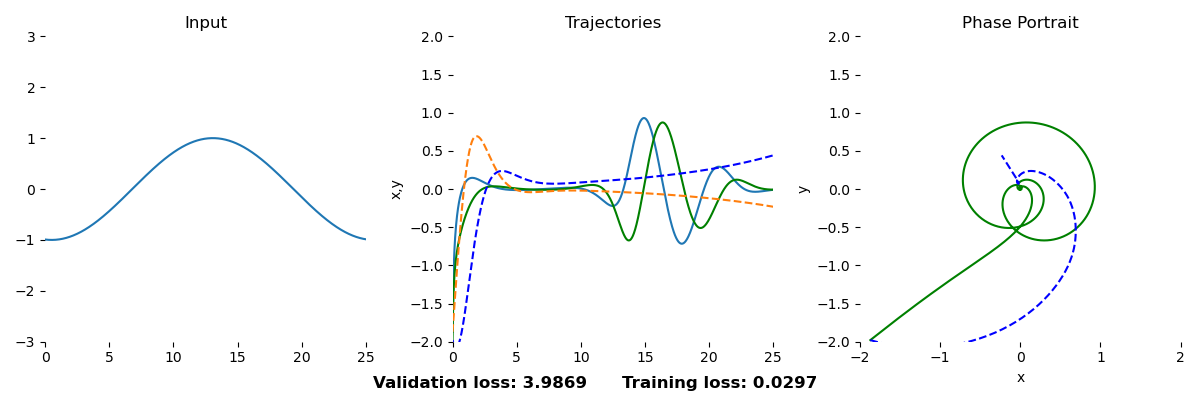 Input
3
2
1
0
−1
−2
−3
0 5 10 15 20 25
Trajectories
x,y
2.0
1.5
1.0
0.5
0.0
−0.5
−1.0
−1.5
−2.0
0 5 10 15 20 25
Phase Portrait
y
2.0
1.5
1.0
0.5
0.0
−0.5
−1.0
−1.5
−2.0
−2 −1 0 1 2
x
Validation loss: 3.9869 Training loss: 0.0297